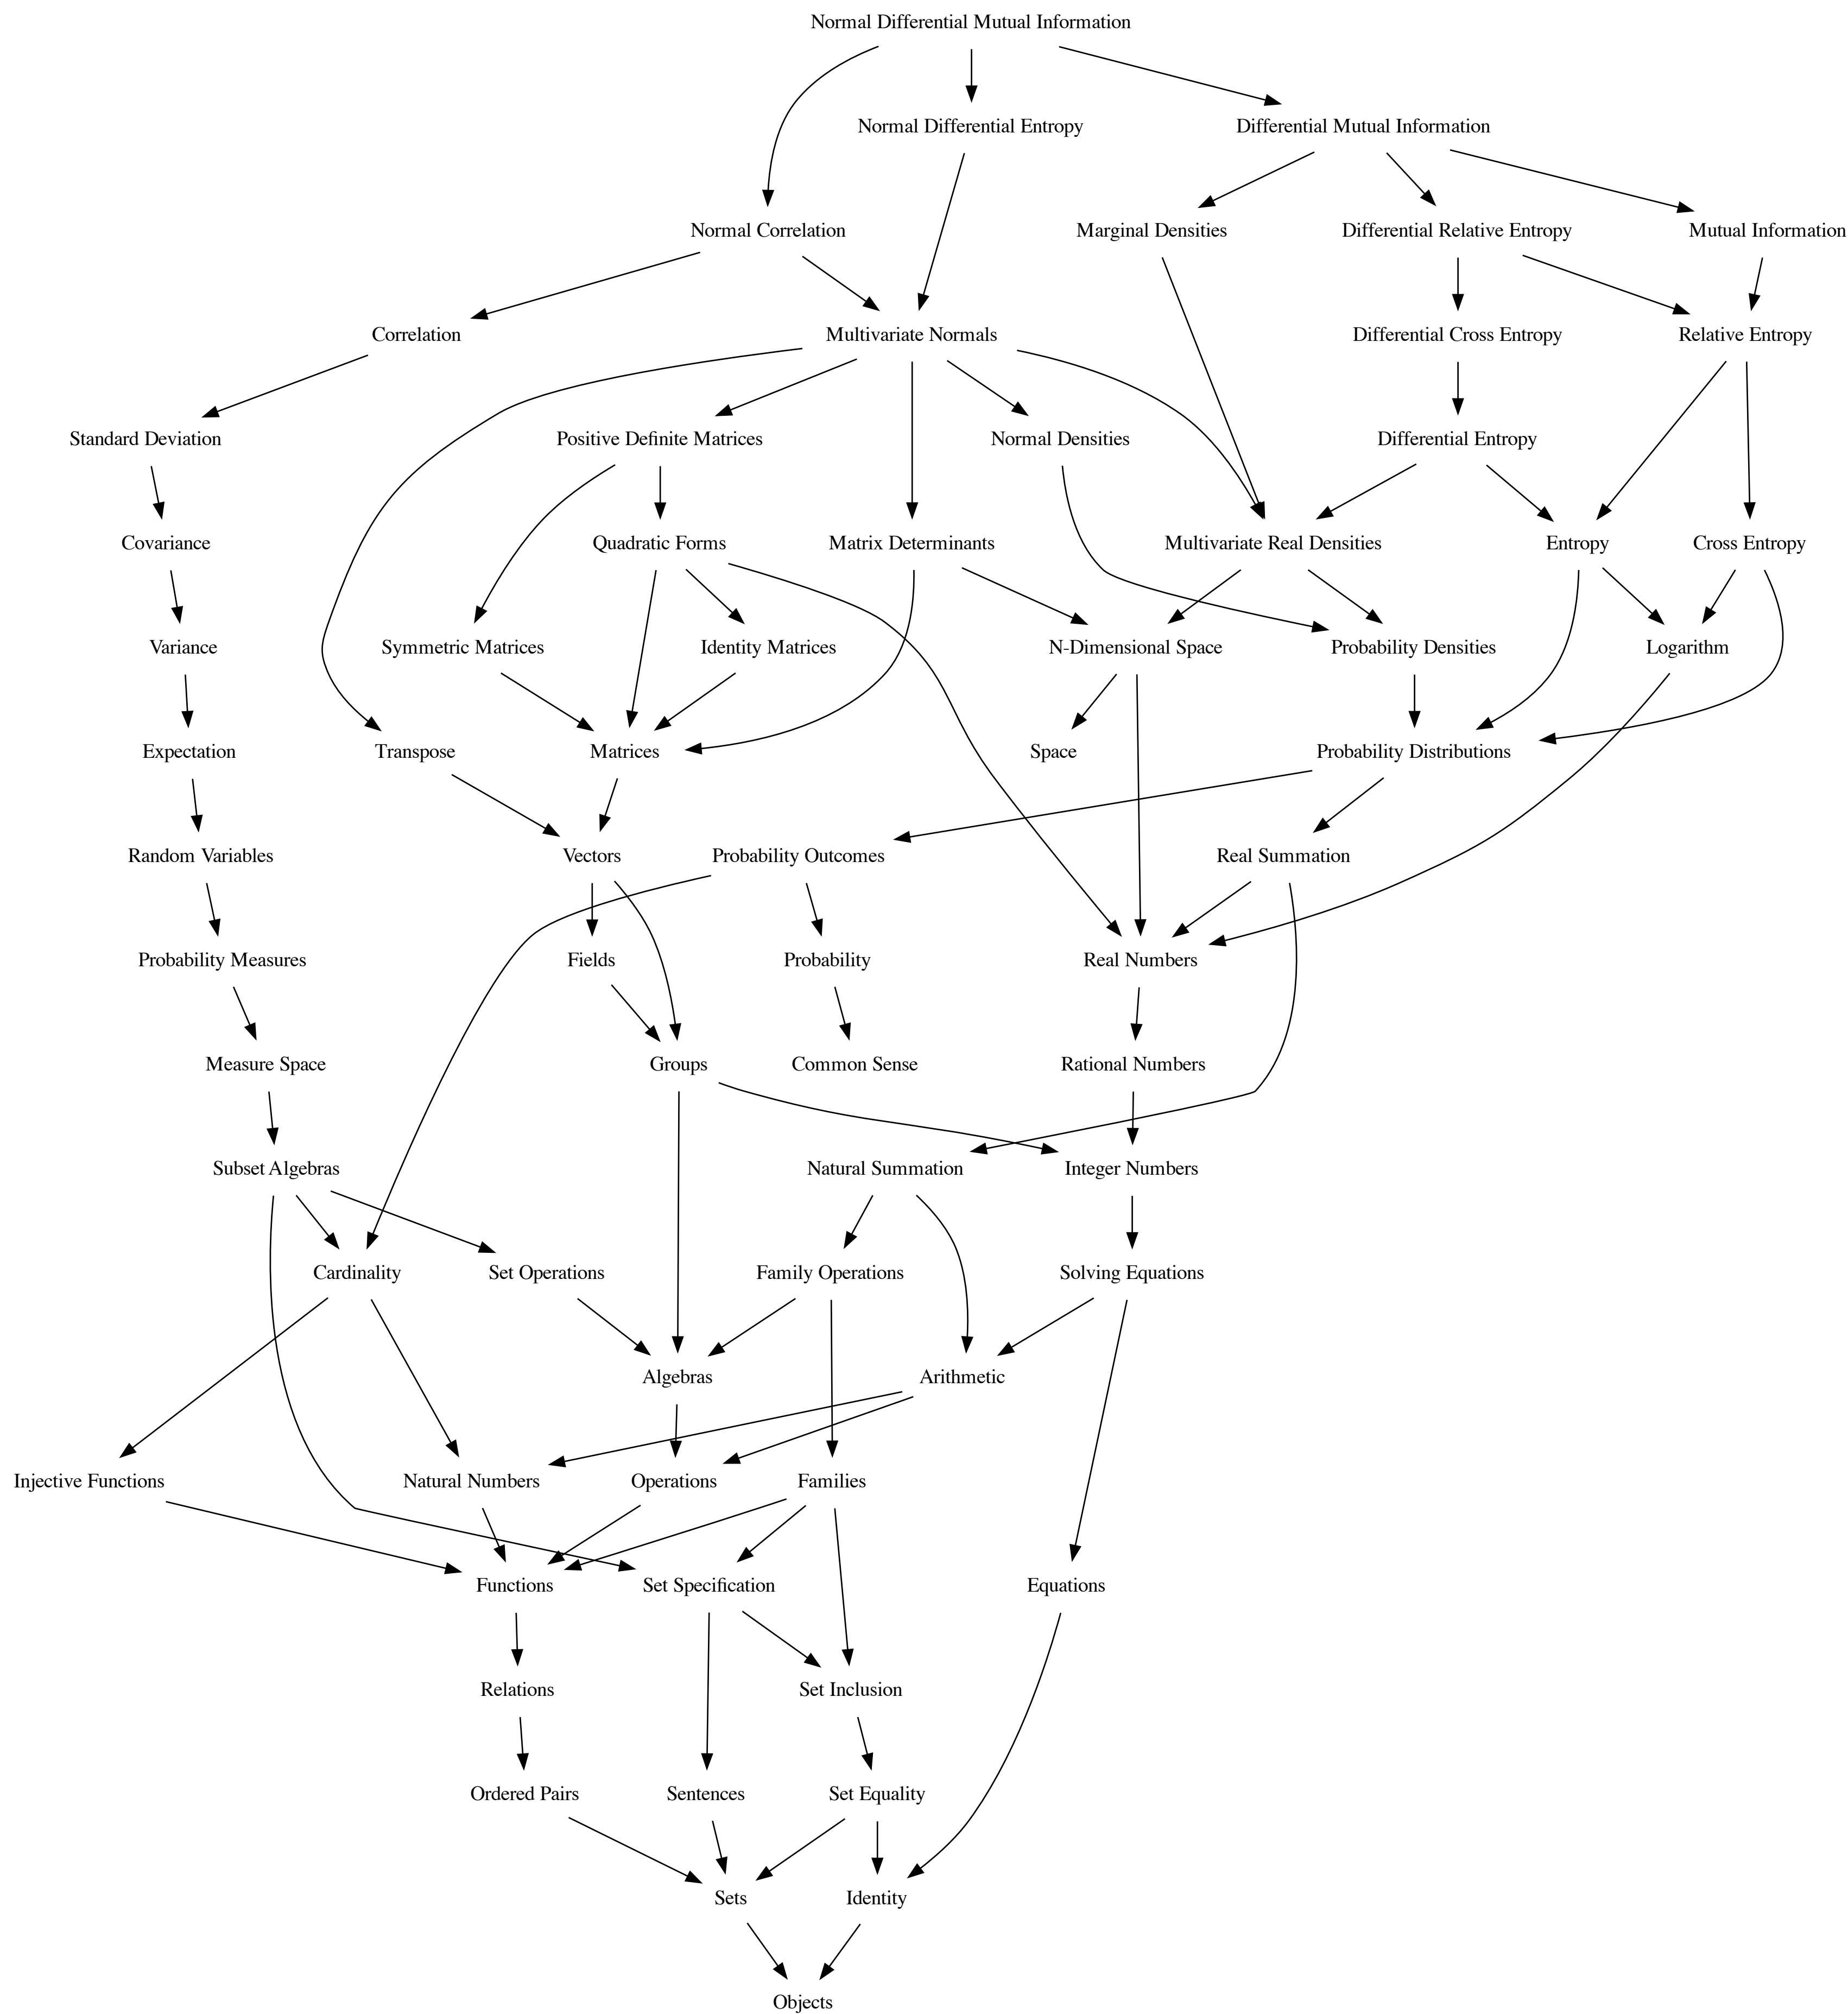 Normal Differential Mutual Information
Normal Differential Entropy
Differential Mutual Information
Normal Correlation
Marginal Densities
Differential Relative Entropy
Mutual Information
Correlation
Multivariate Normals
Differential Cross Entropy
Relative Entropy
Standard Deviation
Positive Definite Matrices
Normal Densities
Differential Entropy
Covariance
Quadratic Forms
Matrix Determinants
Multivariate Real Densities
Entropy
Cross Entropy
Variance
Symmetric Matrices
Identity Matrices
N-Dimensional Space
Probability Densities
Logarithm
Expectation
Transpose
Matrices
Space
Probability Distributions
Random Variables
Vectors
Probability Outcomes
Real Summation
Probability Measures
Fields
Probability
Real Numbers
Measure Space
Groups
Common Sense
Rational Numbers
Subset Algebras
Natural Summation
Integer Numbers
Cardinality
Set Operations
Family Operations
Solving Equations
Algebras
Arithmetic
Injective Functions
Natural Numbers
Operations
Families
Functions
Set Specification
Equations
Relations
Set Inclusion
Ordered Pairs
Sentences
Set Equality
Sets
Identity
Objects